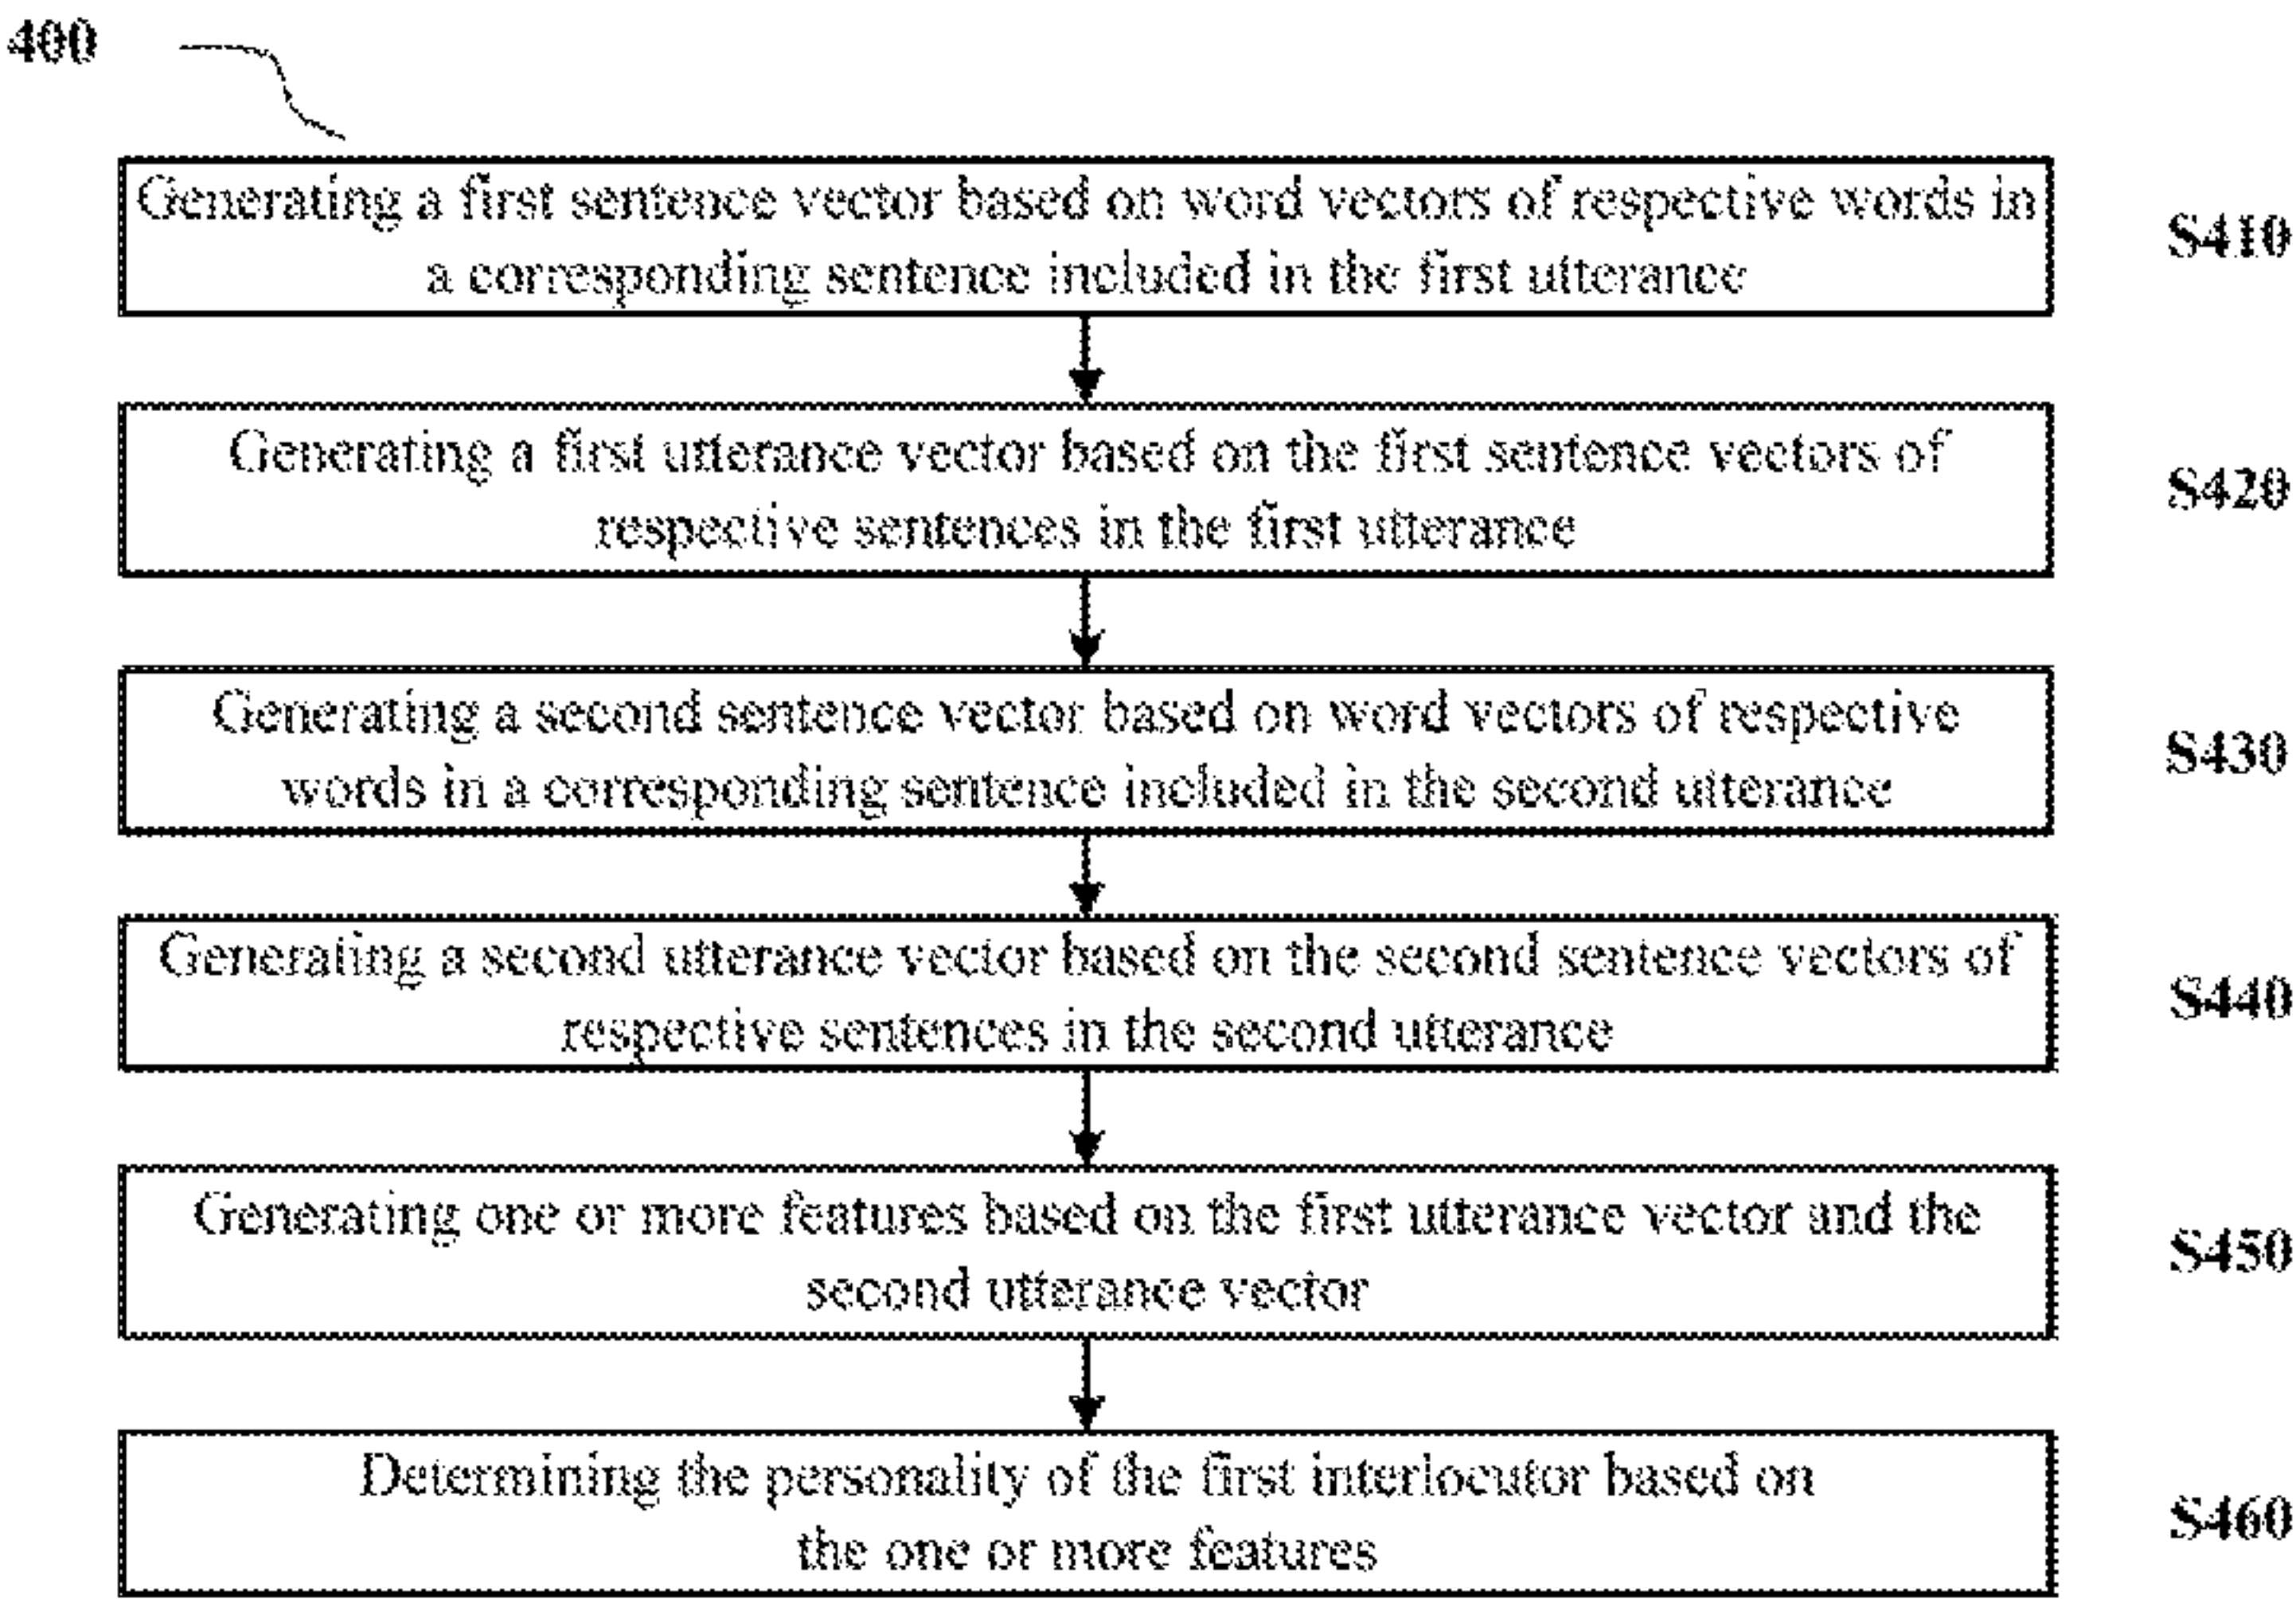 400
Generating a first sentence vector based on word vectors of respective words in
a corresponding sentence included in the first utterance
S410
Generating a first utterance vector based on the first sentence vectors of
respective sentences in the first utterance
S420
Generating a second sentence vector based on word vectors of respective
words in a corresponding sentence included in the second utterance
S430
Generating a second utterance vector based on the second sentence vectors of
respective sentences in the second utterance
S440
Generating one or more features based on the first utterance vector and the
second utterance vector
S450
Determining the personality of the first interlocutor based on
the one or more features
S460